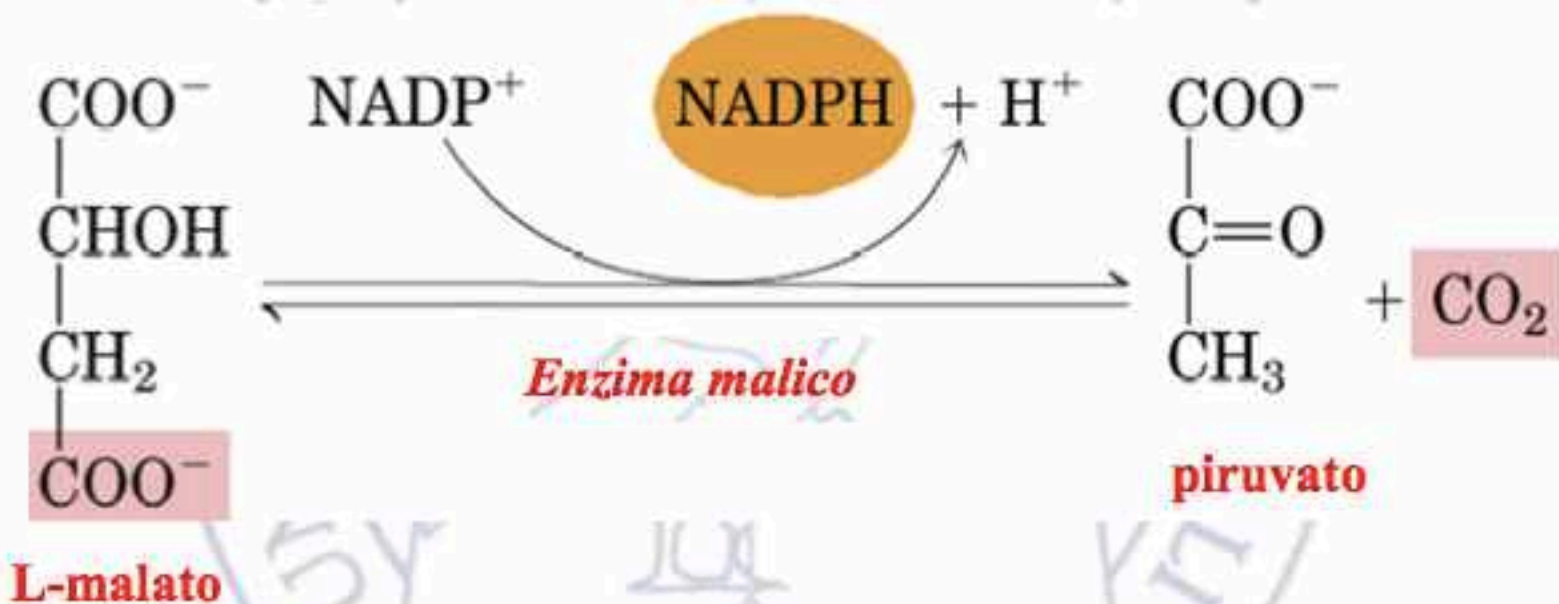 COO⁻ NADP⁺ NADPH + H⁺ COO⁻
CHOH C=O
+ CO₂
CH₂ Enzima malico CH₃
COO⁻ piruvato
L-malato